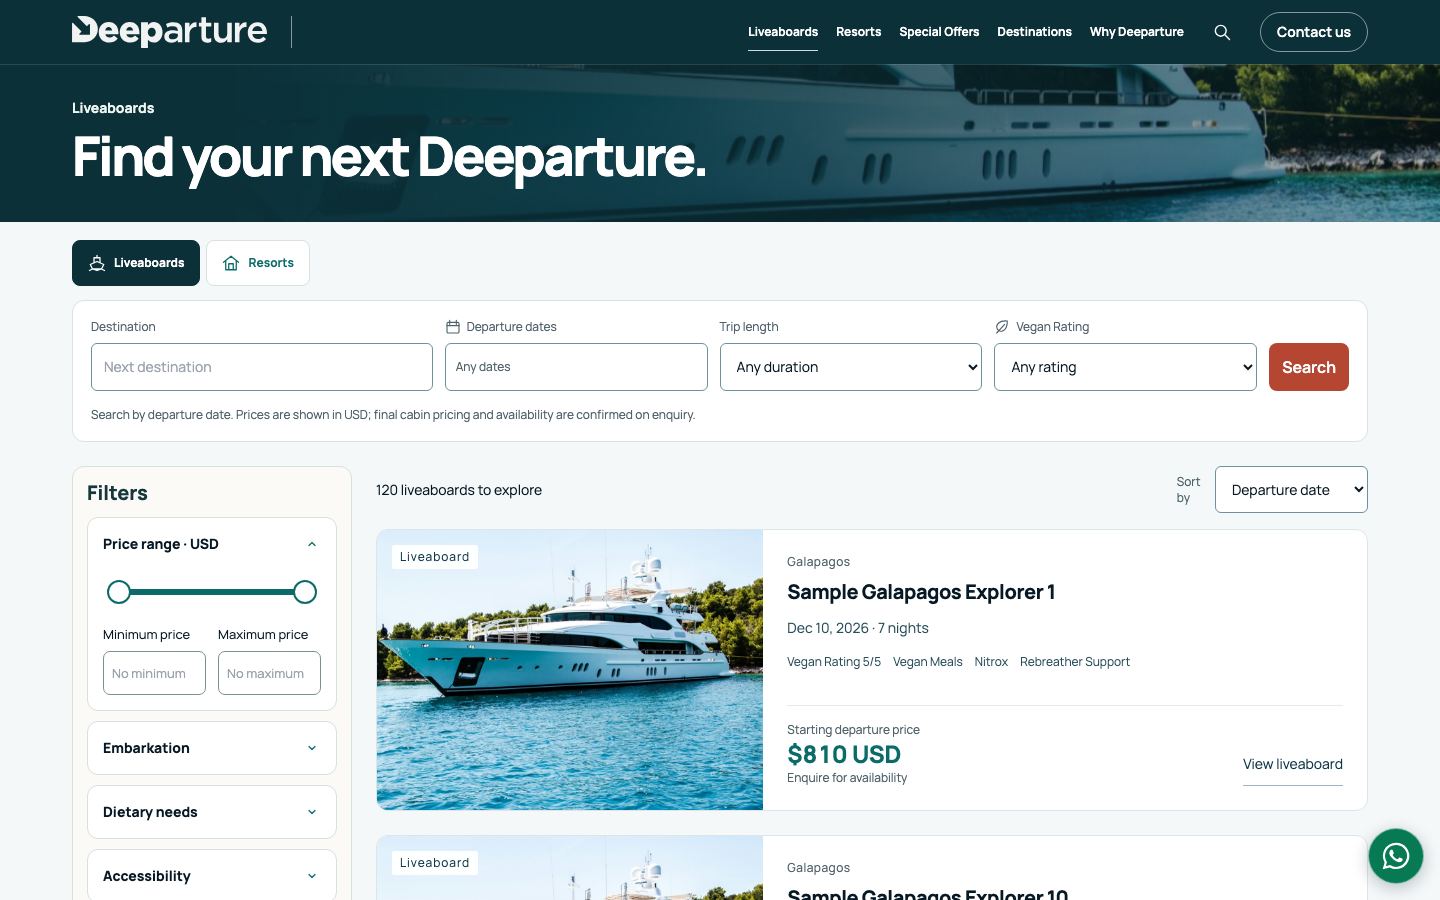 Deeparture
Liveaboards
Resorts
Special Offers
Destinations
Why Deeparture
Contact us
Liveaboards
Find your next Deeparture.
Liveaboards
Resorts
Destination
Departure dates
Trip length
Vegan Rating
Next destination
Any dates
Any duration
Any rating
Search
Search by departure date. Prices are shown in USD; final cabin pricing and availability are confirmed on enquiry.
Filters
Price range · USD
Minimum price
Maximum price
No minimum
No maximum
Embarkation
Dietary needs
Accessibility
120 liveaboards to explore
Sort
by
Departure date
Liveaboard
Galapagos
Sample Galapagos Explorer 1
Dec 10, 2026 · 7 nights
Vegan Rating 5/5
Vegan Meals
Nitrox
Rebreather Support
Starting departure price
$810 USD
Enquire for availability
View liveaboard
Liveaboard
Galapagos
Sample Galapagos Explorer 10